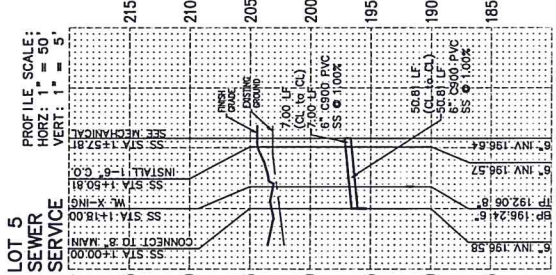 LOT 5
SEWER
SERVICE
PROFILE SCALE:
HORZ: 1" = 50'
VERT: 1" = 5'
215
210
205
200
195
190
185
SS STA 1+00.00
CONNECT TO 8" MAIN
SS STA 1+18.00
WL X-ING
SS STA 1+50.81
INSTALL 1-6" C.O.
SS STA 1+57.81
SEE MECHANICAL
FINISH
GRADE
EXISTING
GROUND
7.00 LF
(CL to CL)
7.00 LF
6" C900 PVC
SS @ 1.00%
50.81 LF
(CL to CL)
50.81 LF
6" C900 PVC
SS @ 1.00%
6" INV 196.58
BP 196.24 6"
TP 192.06 8"
6" INV 196.57
6" INV 196.64